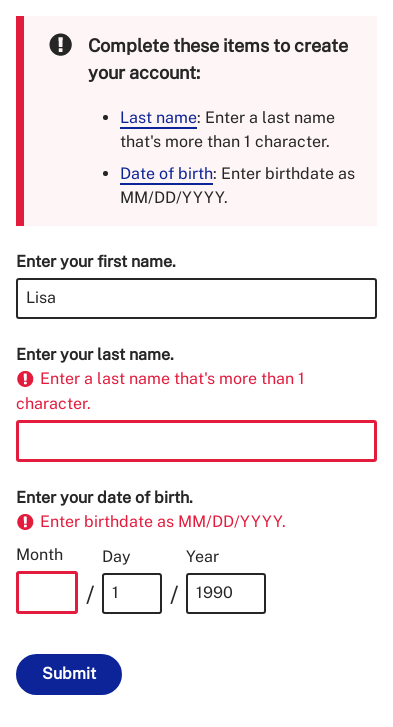 Complete these items to create
your account:
• Last name: Enter a last name
that's more than 1 character.
• Date of birth: Enter birthdate as
MM/DD/YYYY.
Enter your first name.
Lisa
Enter your last name.
Enter a last name that's more than 1
character.
Enter your date of birth.
Enter birthdate as MM/DD/YYYY.
Month Day Year
/ 1 / 1990
Submit